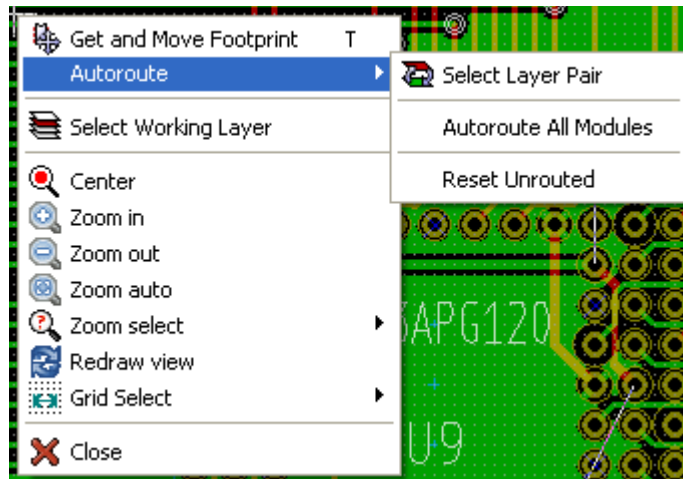 Get and Move Footprint T
Autoroute
Select Layer Pair
Autoroute All Modules
Reset Unrouted
Select Working Layer
Center
Zoom in
Zoom out
Zoom auto
Zoom select
Redraw view
Grid Select
Close
APG120
U9